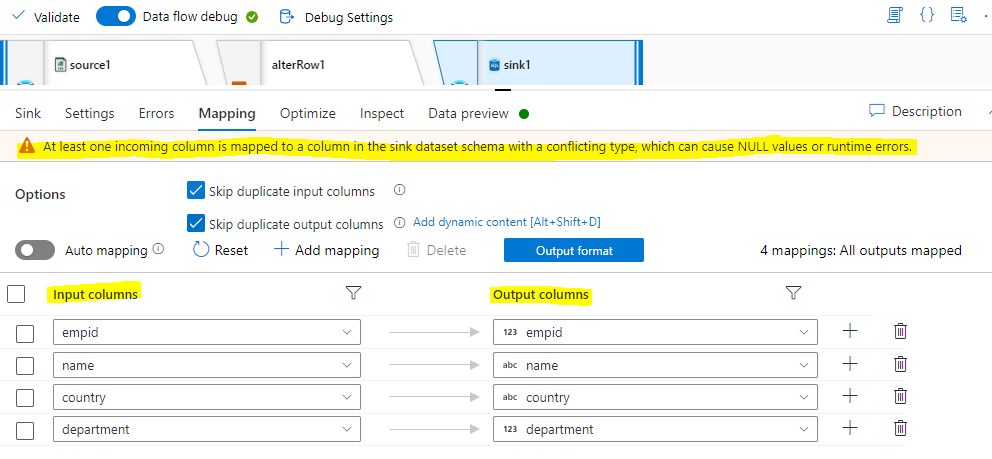 Validate Data flow debug Debug Settings
source1 alterRow1 SQL sink1
Sink Settings Errors Mapping Optimize Inspect Data preview Description
At least one incoming column is mapped to a column in the sink dataset schema with a conflicting type, which can cause NULL values or runtime errors.
Options Skip duplicate input columns
Skip duplicate output columns Add dynamic content [Alt+Shift+D]
Auto mapping Reset Add mapping Delete Output format 4 mappings: All outputs mapped
Input columns Output columns
empid 123 empid
name abc name
country abc country
department 123 department